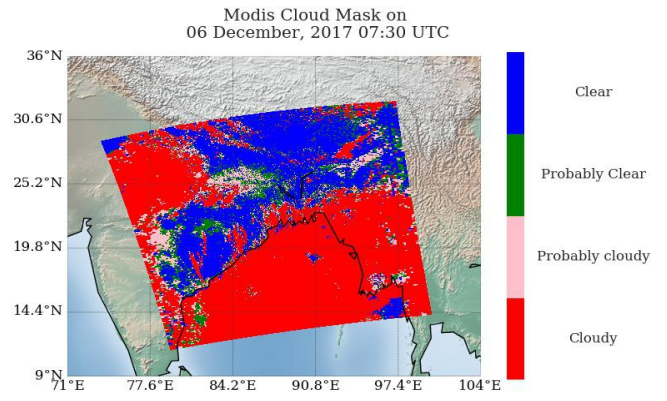 Modis Cloud Mask on
06 December, 2017 07:30 UTC
36°N
30.6°N
25.2°N
19.8°N
14.4°N
9°N
71°E 77.6°E 84.2°E 90.8°E 97.4°E 104°E
Clear
Probably Clear
Probably cloudy
Cloudy